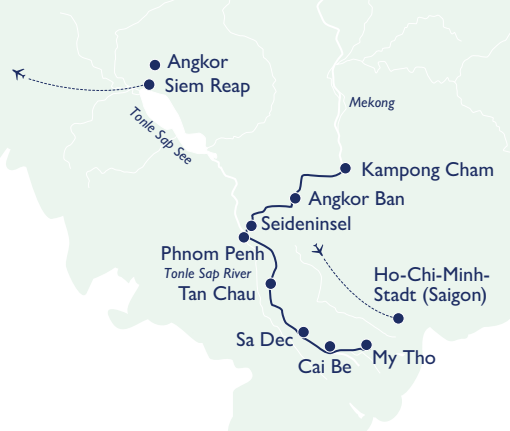 Angkor
Siem Reap
Mekong
Tonle Sap See
Kampong Cham
Angkor Ban
Seideninsel
Phnom Penh
Tonle Sap River
Tan Chau
Ho-Chi-Minh-
Stadt (Saigon)
Sa Dec
Cai Be
My Tho